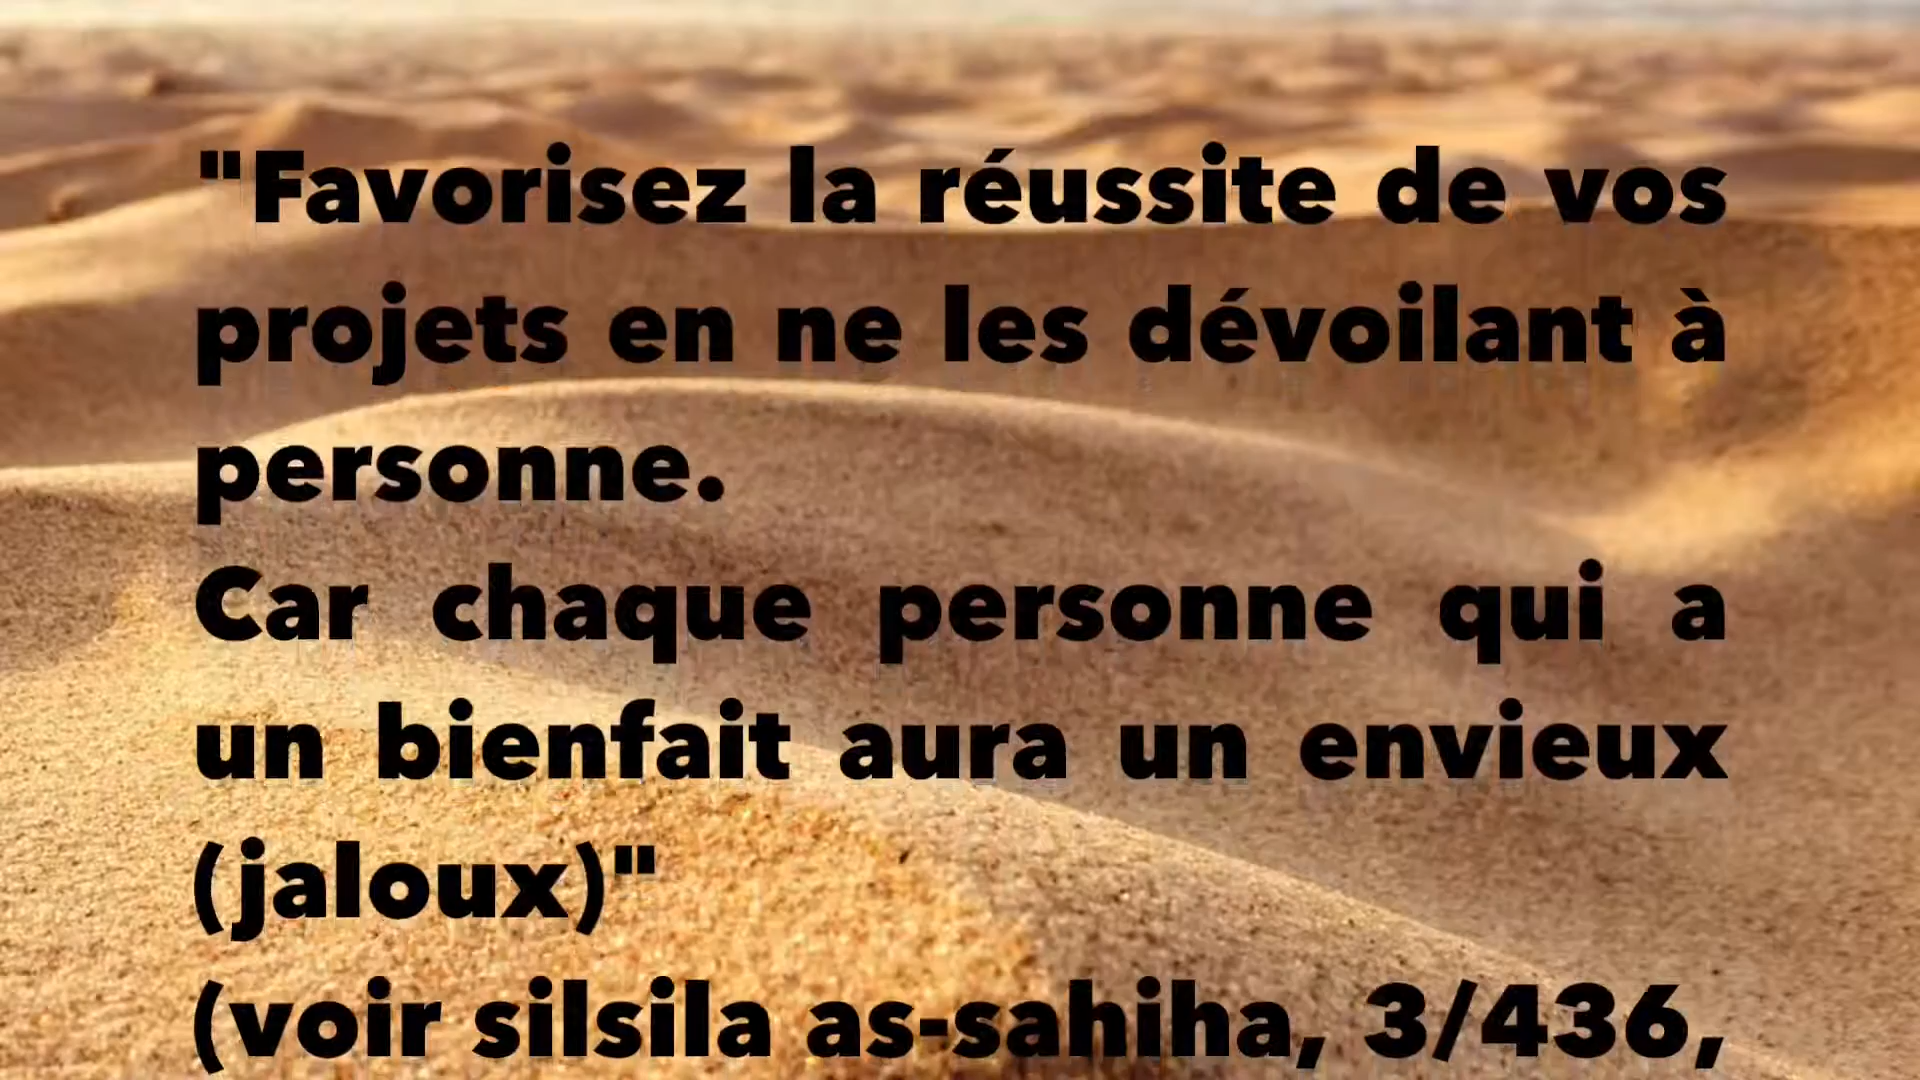 "Favorisez la réussite de vos
projets en ne les dévoilant à
personne.
Car chaque personne qui a
un bienfait aura un envieux
(jaloux)"
(voir silsila as-sahiha, 3/436,